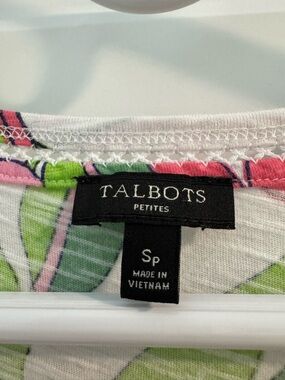 TALBOTS
PETITES
Sp
MADE IN
VIETNAM